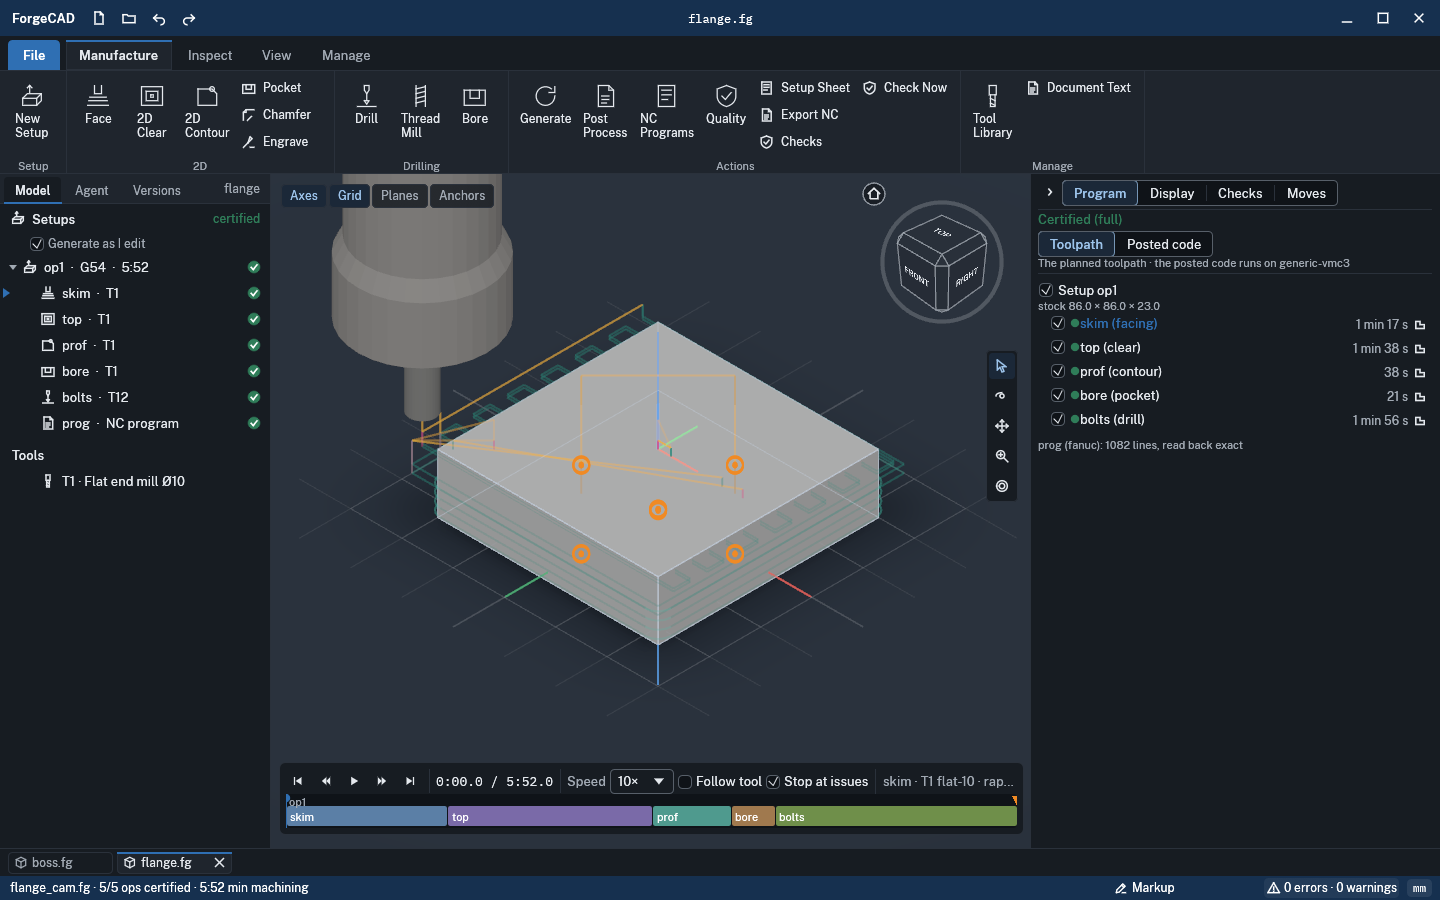 ForgeCAD
flange.fg
File
Manufacture
Inspect
View
Manage
New Setup
Face
2D Clear
2D Contour
Pocket
Chamfer
Engrave
Drill
Thread Mill
Bore
Generate
Post Process
NC Programs
Quality
Setup Sheet
Export NC
Checks
Check Now
Tool Library
Document Text
Setup
2D
Drilling
Actions
Manage
Model
Agent
Versions
flange
Setups
certified
Generate as I edit
op1 · G54 · 5:52
skim · T1
top · T1
prof · T1
bore · T1
bolts · T12
prog · NC program
Tools
T1 · Flat end mill Ø10
Axes
Grid
Planes
Anchors
TOP
FRONT
RIGHT
0:00.0 / 5:52.0
Speed
10×
Follow tool
Stop at issues
skim · T1 flat-10 · rap...
op1
skim
top
prof
bore
bolts
Program
Display
Checks
Moves
Certified (full)
Toolpath
Posted code
The planned toolpath · the posted code runs on generic-vmc3
Setup op1
stock 86.0 × 86.0 × 23.0
skim (facing) 1 min 17 s
top (clear) 1 min 38 s
prof (contour) 38 s
bore (pocket) 21 s
bolts (drill) 1 min 56 s
prog (fanuc): 1082 lines, read back exact
boss.fg
flange.fg
flange_cam.fg · 5/5 ops certified · 5:52 min machining
Markup
0 errors · 0 warnings
mm